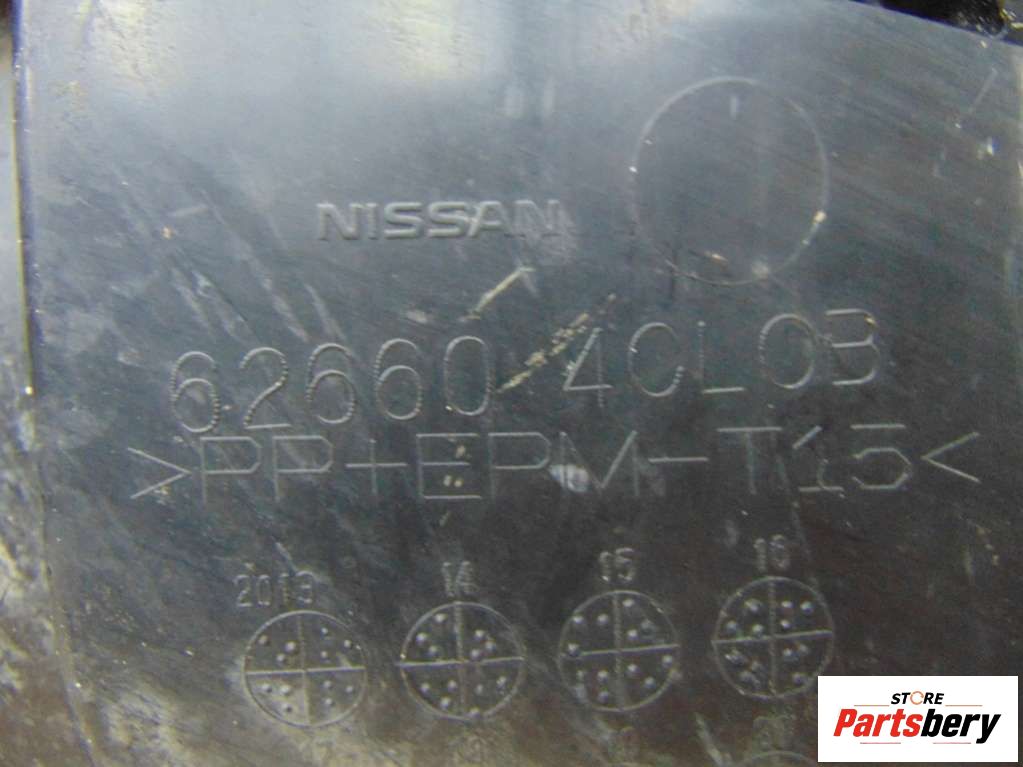 NISSAN
62660 4CL0B
>PP+EPM-T15<
2013 14 15 16
STORE
Partsbery